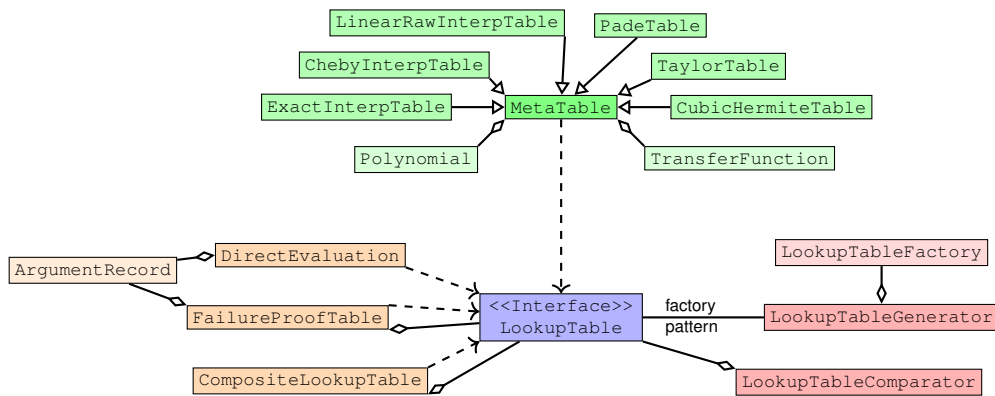 LinearRawInterpTable
PadeTable
ChebyInterpTable
TaylorTable
ExactInterpTable
MetaTable
CubicHermiteTable
Polynomial
TransferFunction
DirectEvaluation
LookupTableFactory
ArgumentRecord
<<Interface>>
LookupTable
factory
pattern
FailureProofTable
LookupTableGenerator
CompositeLookupTable
LookupTableComparator